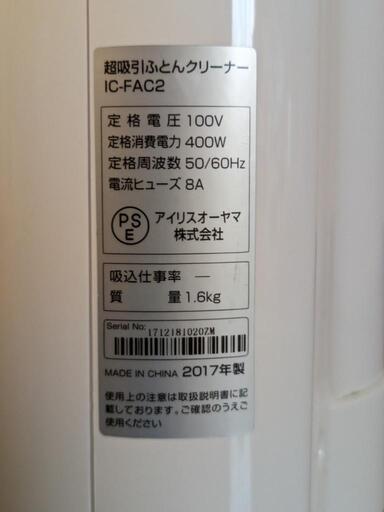 超吸引ふとんクリーナー
IC-FAC2
定格電圧 100V
定格消費電力 400W
定格周波数 50/60Hz
電流ヒューズ 8A
PS
E
アイリスオーヤマ
株式会社
吸込仕事率 ―
質　　量 1.6kg
Serial No:
1712181020ZM
MADE IN CHINA 2017年製
使用上の注意は取扱説明書に記載
しております。ご確認のうえご
使用ください